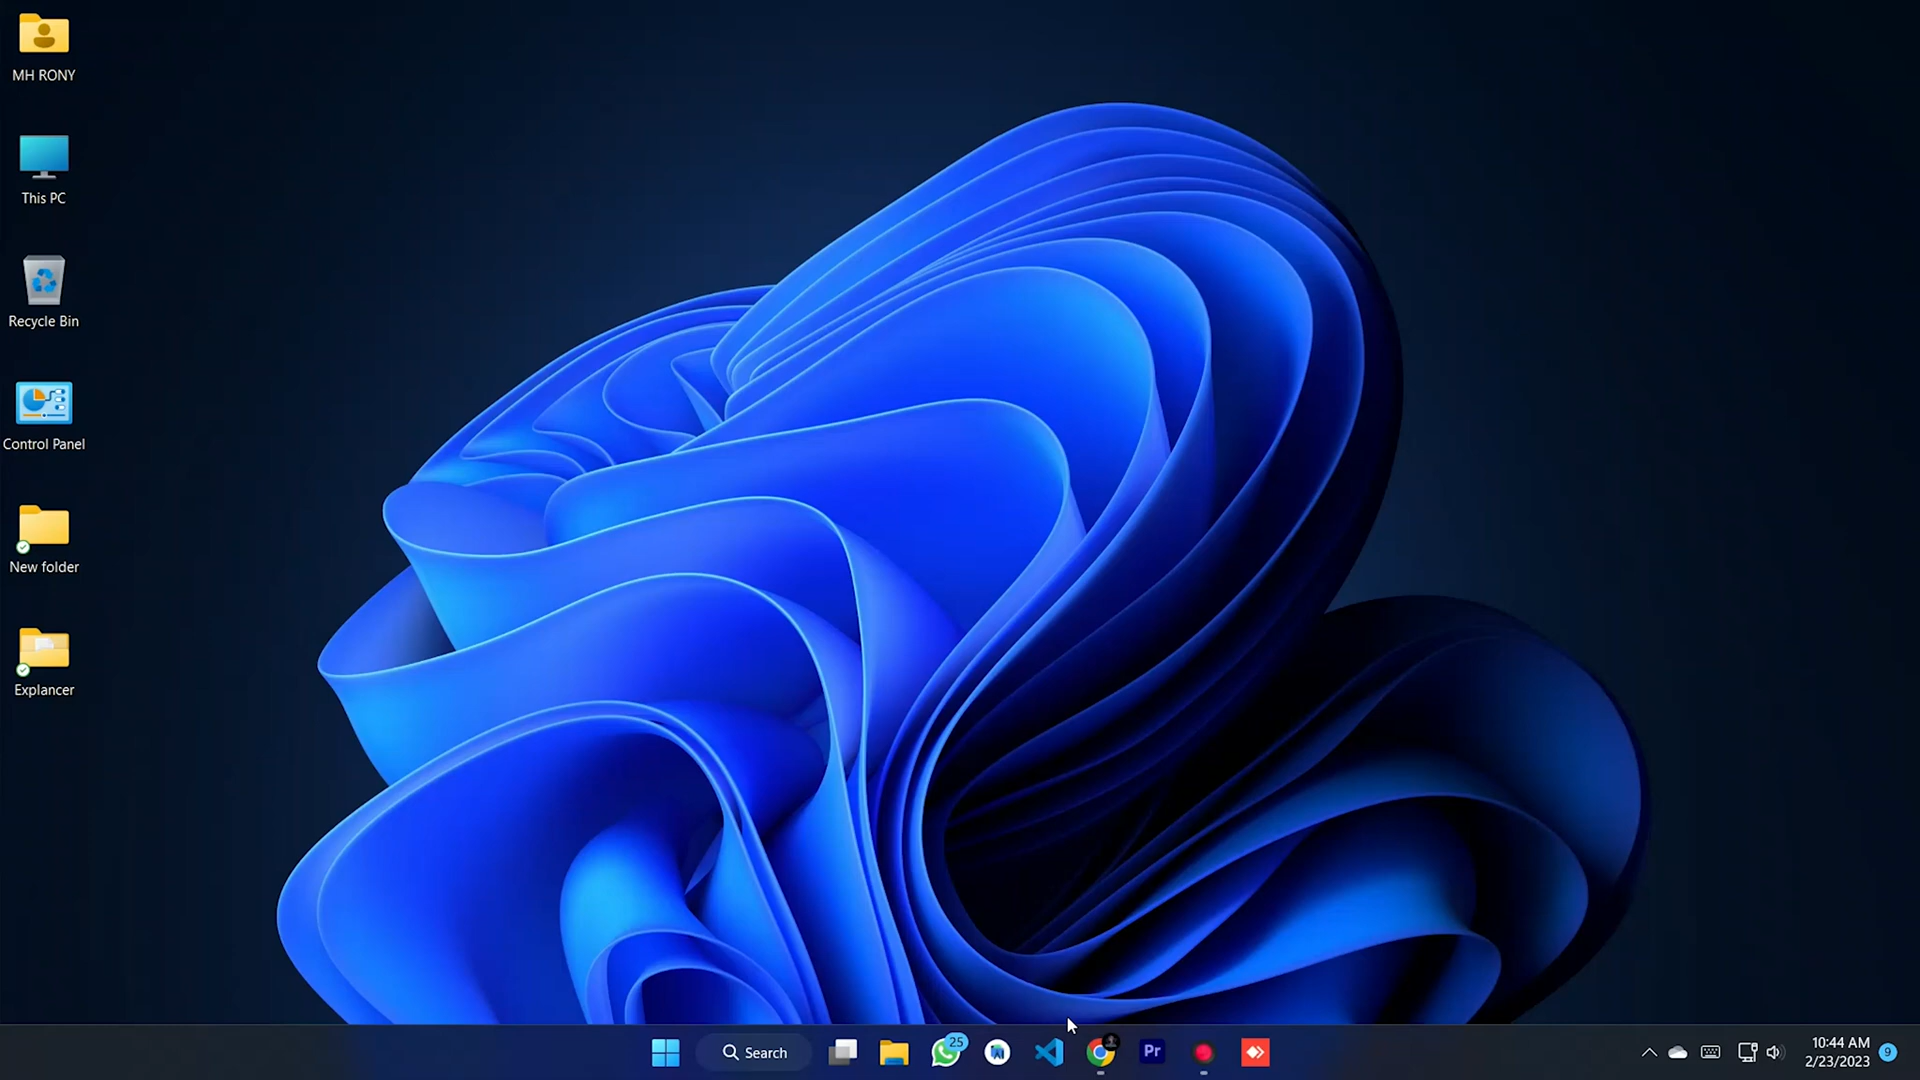 MH RONY
This PC
Recycle Bin
Control Panel
New folder
Explancer
Search
25
Pr
10:44 AM
2/23/2023
9